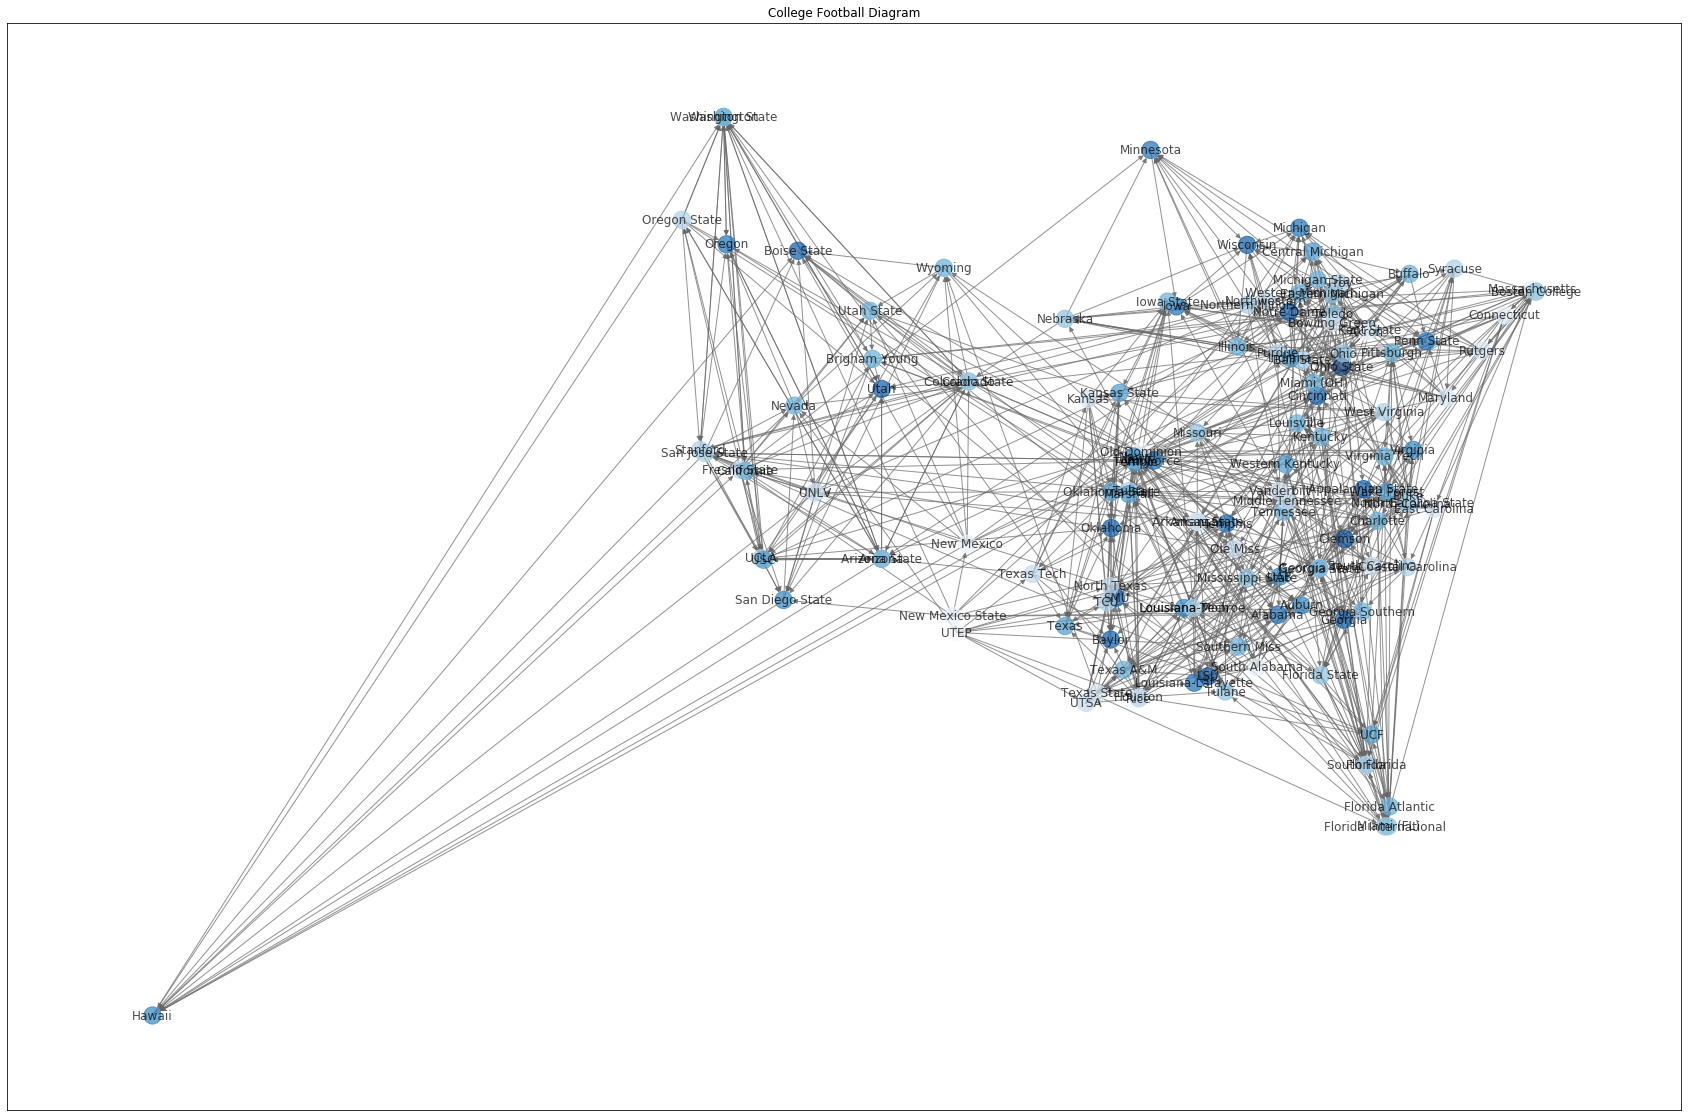 College Football Diagram
Washington State
Washington
Minnesota
Oregon State
Michigan
Oregon
Wisconsin
Boise State
Central Michigan
Wyoming
Syracuse
Buffalo
Michigan State
Massachusetts
Boston College
Troy
Western Michigan
Eastern Michigan
Iowa State
Northwestern
Iowa
Northern Illinois
Utah State
Notre Dame
Toledo
Connecticut
Nebraska
Bowling Green
Kent State
Akron
Penn State
Illinois
Rutgers
Purdue
Ohio
Pittsburgh
Brigham Young
Indiana
Ball State
Ohio State
Colorado State
Colorado
Miami (OH)
Utah
Kansas State
Cincinnati
Maryland
Kansas
Nevada
West Virginia
Louisville
Missouri
Kentucky
Stanford
San Jose State
Old Dominion
Virginia
Virginia Tech
Temple
Air Force
Western Kentucky
Fresno State
California
UNLV
Oklahoma State
Tulsa
Marshall
Vanderbilt
Appalachian State
Wake Forest
Duke
Middle Tennessee
North Carolina State
North Carolina
East Carolina
Tennessee
Charlotte
Arkansas State
Arkansas
Memphis
Oklahoma
Clemson
New Mexico
Ole Miss
UCLA
USC
Arizona State
Arizona
Georgia State
Georgia Tech
South Carolina
Coastal Carolina
Texas Tech
Mississippi State
UAB
North Texas
San Diego State
TCU
SMU
Louisiana-Monroe
Louisiana Tech
Auburn
Alabama
Georgia Southern
Georgia
New Mexico State
UTEP
Texas
Baylor
Southern Miss
South Alabama
Texas A&M
Florida State
LSU
Louisiana-Lafayette
Tulane
Texas State
Houston
Rice
UTSA
UCF
South Florida
Florida
Florida Atlantic
Miami (FL)
Florida International
Hawaii